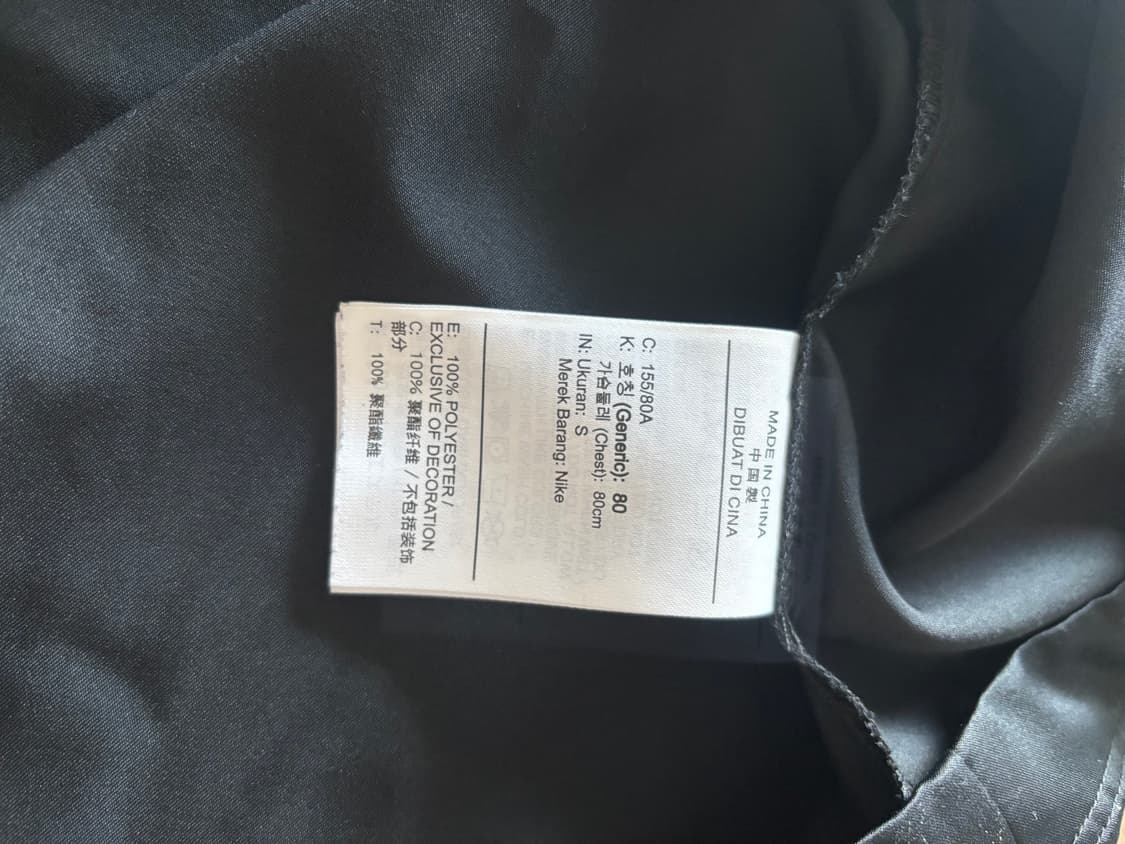 MADE IN CHINA
中国製
DIBUAT DI CINA
C: 155/80A
K: 호칭 (Generic): 80
가슴둘레 (Chest): 80cm
IN: Ukuran: S
Merek Barang: Nike
E: 100% POLYESTER /
EXCLUSIVE OF DECORATION
C: 100% 聚酯纤维 / 不包括装饰
部分
T: 100% 聚酯纖維